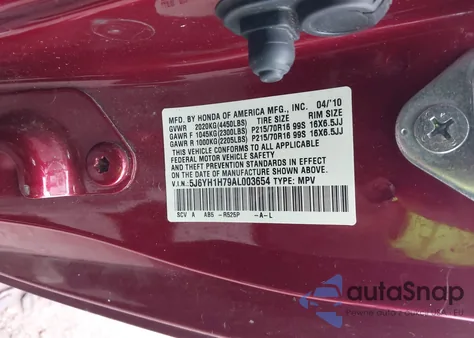 MFD. BY HONDA OF AMERICA MFG., INC. 04/'10
GVWR 2020KG(4450LBS) TIRE SIZE RIM SIZE
GAWR F 1045KG(2300LBS) P215/70R16 99S 16X6.5JJ
GAWR R 1000KG(2205LBS) P215/70R16 99S 16X6.5JJ
THIS VEHICLE CONFORMS TO ALL APPLICABLE
FEDERAL MOTOR VEHICLE SAFETY
AND THEFT PREVENTION STANDARDS IN EFFECT
ON THE DATE OF MANUFACTURE SHOWN ABOVE.
V.I.N.: 5J6YH1H79AL003654 TYPE: MPV
SCV A AB5 -R525P -A-L
autoSnap